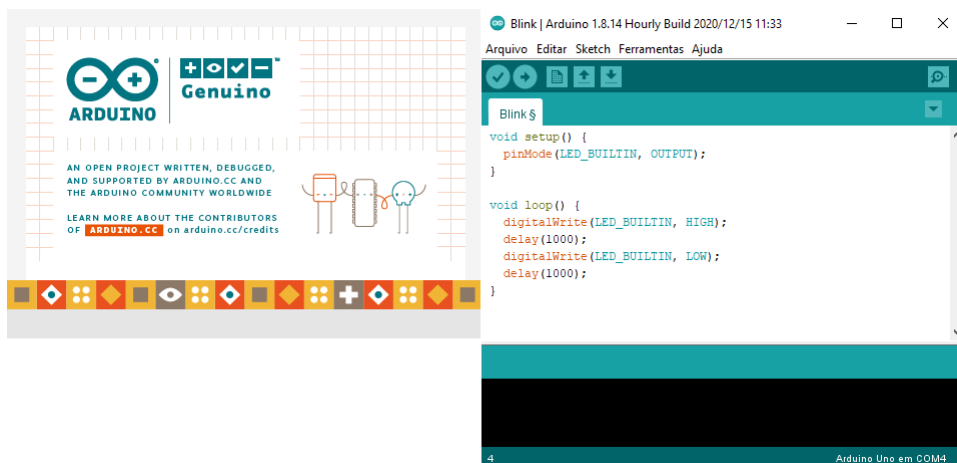 ARDUINO
Genuino
AN OPEN PROJECT WRITTEN, DEBUGGED,
AND SUPPORTED BY ARDUINO.CC AND
THE ARDUINO COMMUNITY WORLDWIDE
LEARN MORE ABOUT THE CONTRIBUTORS
OF ARDUINO.CC on arduino.cc/credits
Blink | Arduino 1.8.14 Hourly Build 2020/12/15 11:33
Arquivo Editar Sketch Ferramentas Ajuda
Blink §
void setup() {
  pinMode(LED_BUILTIN, OUTPUT);
}
void loop() {
  digitalWrite(LED_BUILTIN, HIGH);
  delay(1000);
  digitalWrite(LED_BUILTIN, LOW);
  delay(1000);
}
4 Arduino Uno em COM4